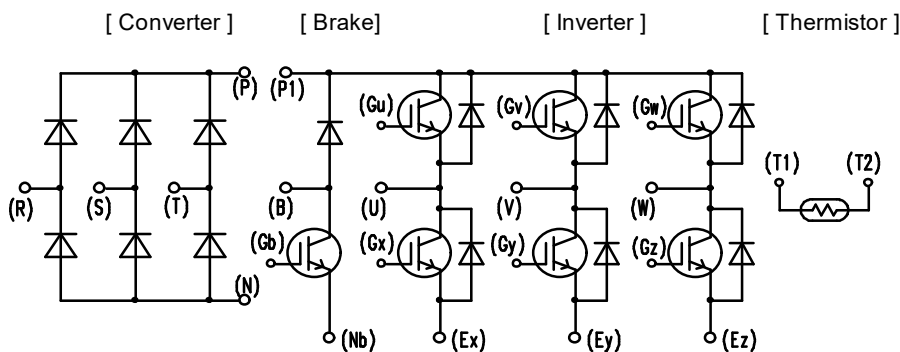 [ Converter ] [ Brake] [ Inverter ] [ Thermistor ]
(P) (P1)
(Gu) (Gv) (Gw)
(T1) (T2)
(R) (S) (T) (B) (U) (V) (W)
(Gb) (Gx) (Gy) (Gz)
(N)
(Nb) (Ex) (Ey) (Ez)